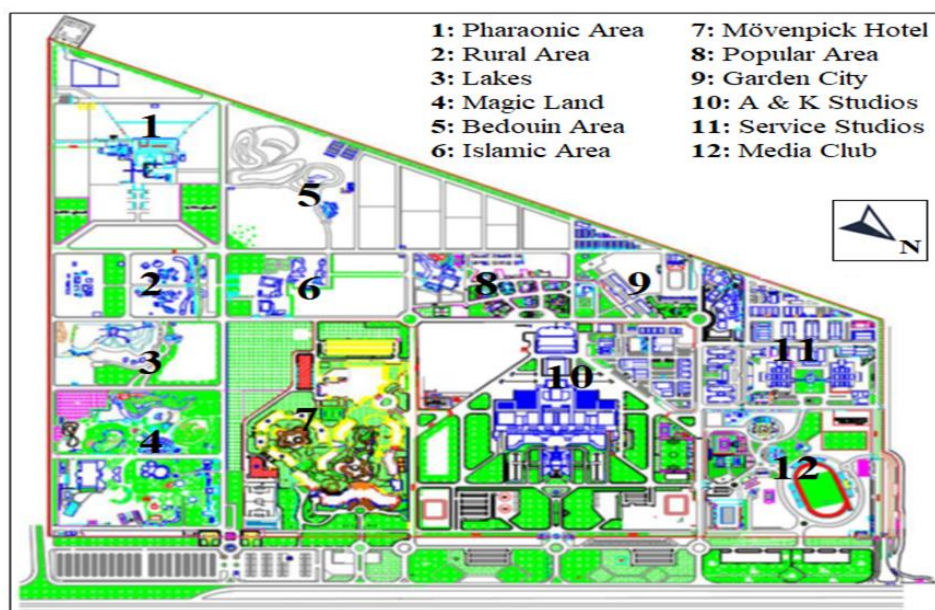 1: Pharaonic Area 7: Mövenpick Hotel
2: Rural Area 8: Popular Area
3: Lakes 9: Garden City
4: Magic Land 10: A & K Studios
5: Bedouin Area 11: Service Studios
6: Islamic Area 12: Media Club
1
5
N
2
6
8
9
3
10
11
7
4
12